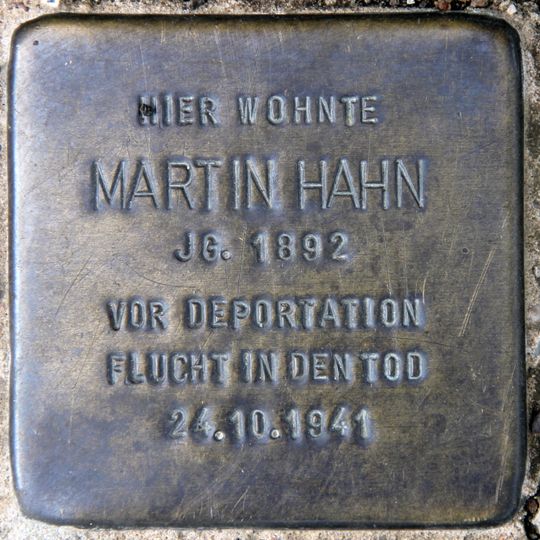 HIER WOHNTE
MARTIN HAHN
JG. 1892
VOR DEPORTATION
FLUCHT IN DEN TOD
24.10.1941